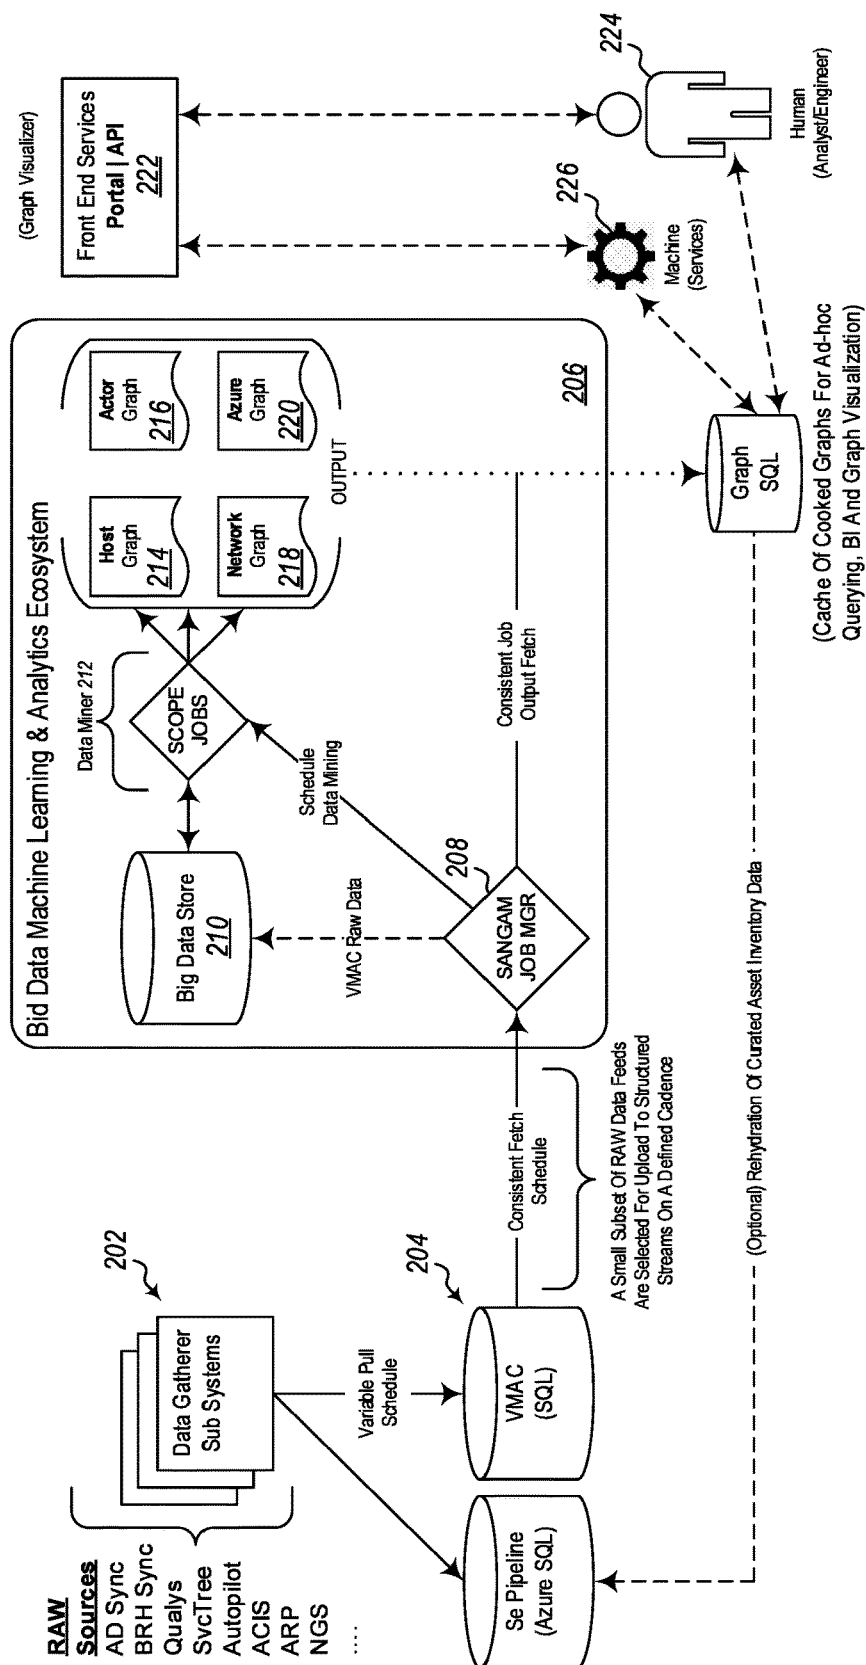 RAW
Sources
AD Sync
BRH Sync
Qualys
SvcTree
Autopilot
ACIS
ARP
NGS
....
202
Data Gatherer
Sub Systems
Variable Pull
Schedule
Se Pipeline
(Azure SQL)
204
VMAC
(SQL)
Consistent Fetch
Schedule
A Small Subset Of RAW Data Feeds
Are Selected For Upload To Structured
Streams On A Defined Cadence
Bid Data Machine Learning & Analytics Ecosystem
Big Data Store
210
VMAC Raw Data
208
SANGAM
JOB MGR
Schedule
Data Mining
Data Miner 212
SCOPE
JOBS
Host
Graph
214
Actor
Graph
216
Network
Graph
218
Azure
Graph
220
OUTPUT
Consistent Job
Output Fetch
206
(Graph Visualizer)
Front End Services
Portal | API
222
226
Machine
(Services)
224
Human
(Analyst/Engineer)
Graph
SQL
(Cache Of Cooked Graphs For Ad-hoc
Querying, BI And Graph Visualization)
(Optional) Rehydration Of Curated Asset Inventory Data